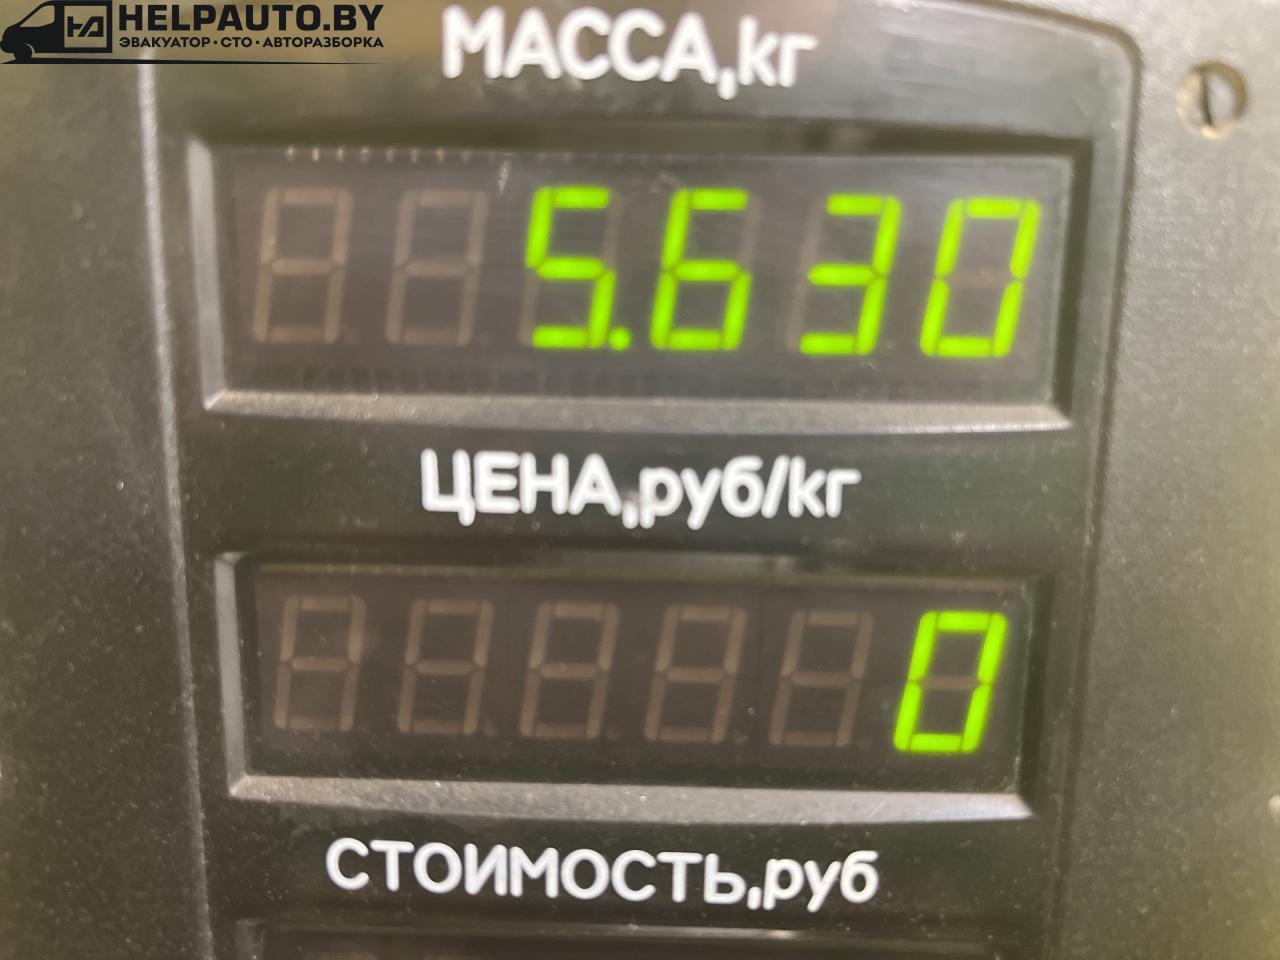 HELPAUTO.BY
ЭВАКУАТОР · СТО · АВТОРАЗБОРКА
МАССА,кг
5.630
ЦЕНА,руб/кг
0
СТОИМОСТЬ,руб